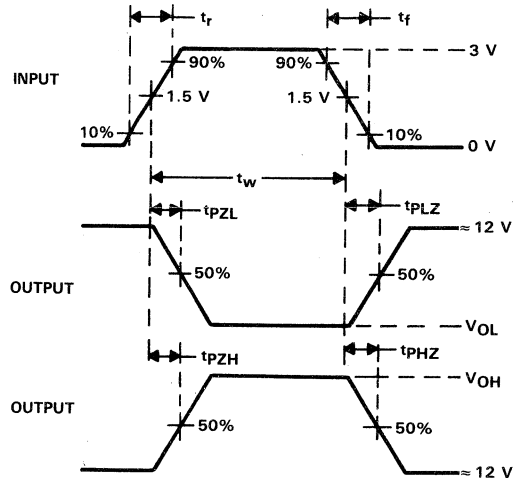 tr
tf
3 V
90%
90%
INPUT
1.5 V
1.5 V
10%
10%
0 V
tw
tPZL
tPLZ
≈ 12 V
50%
50%
OUTPUT
VOL
tPZH
tPHZ
VOH
OUTPUT
50%
50%
≈ 12 V